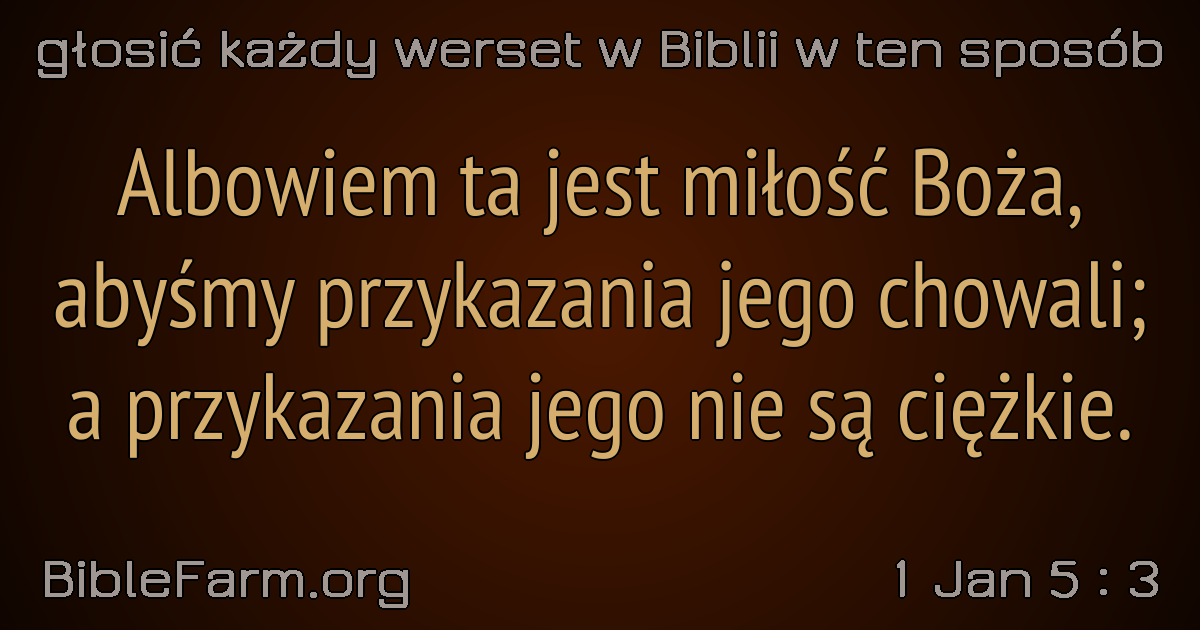 głosić każdy werset w Biblii w ten sposób
Albowiem ta jest miłość Boża,
abyśmy przykazania jego chowali;
a przykazania jego nie są ciężkie.
BibleFarm.org
1 Jan 5 : 3